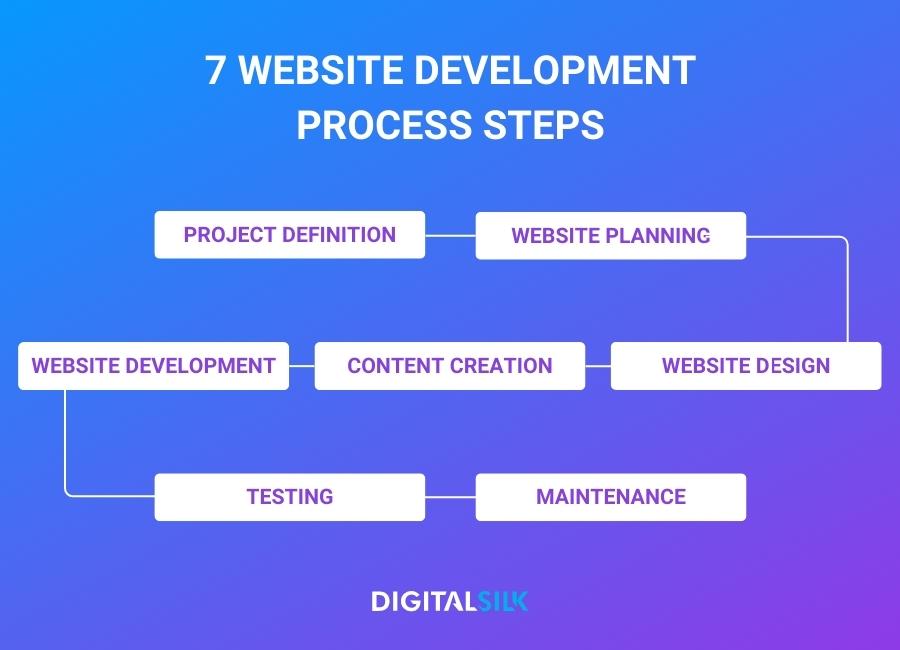 7 WEBSITE DEVELOPMENT
PROCESS STEPS
PROJECT DEFINITION
WEBSITE PLANNING
WEBSITE DESIGN
CONTENT CREATION
WEBSITE DEVELOPMENT
TESTING
MAINTENANCE
DIGITALSILK